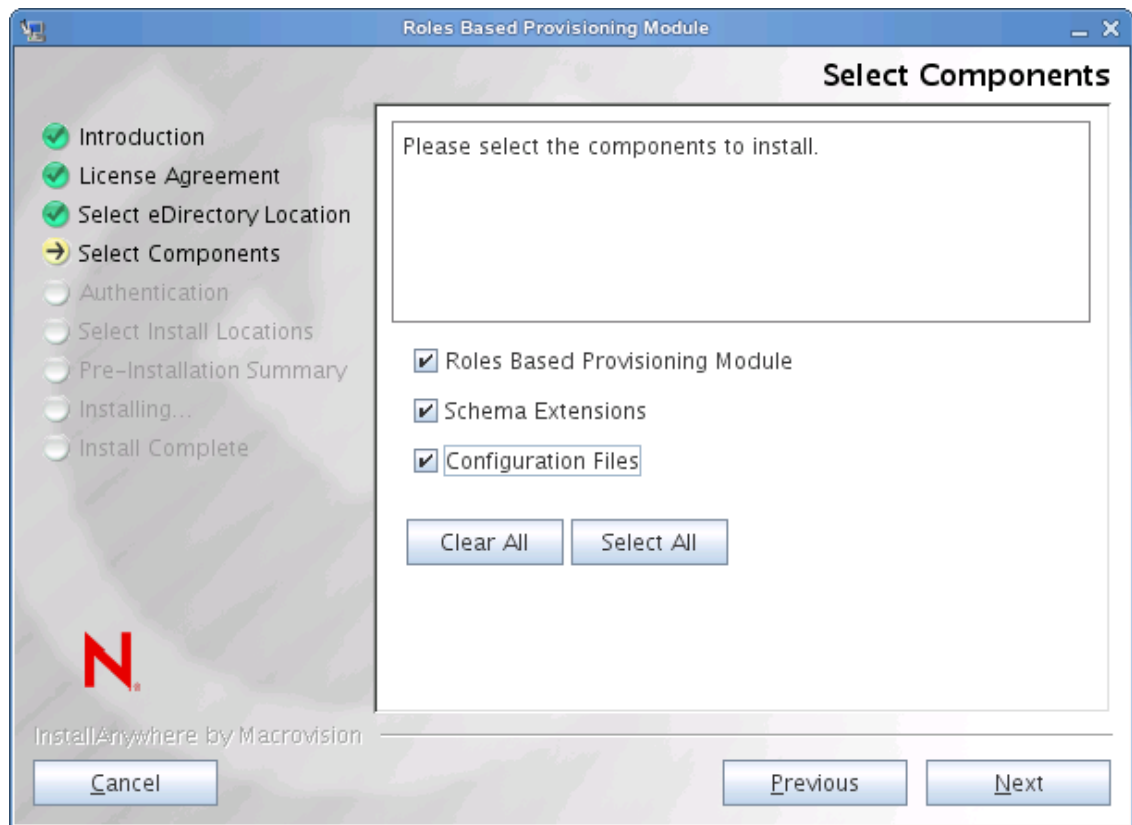 Roles Based Provisioning Module
Select Components
Introduction
License Agreement
Select eDirectory Location
Select Components
Authentication
Select Install Locations
Pre-Installation Summary
Installing...
Install Complete
Please select the components to install.
Roles Based Provisioning Module
Schema Extensions
Configuration Files
Clear All
Select All
N®
InstallAnywhere by Macrovision
Cancel
Previous
Next